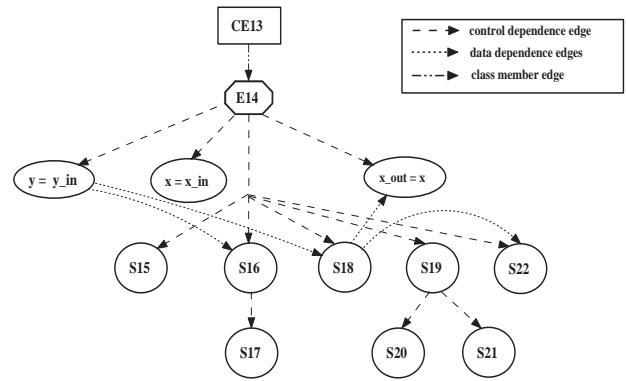 CE13
control dependence edge
data dependence edges
class member edge
E14
y = y_in
x = x_in
x_out = x
S15
S16
S18
S19
S22
S17
S20
S21